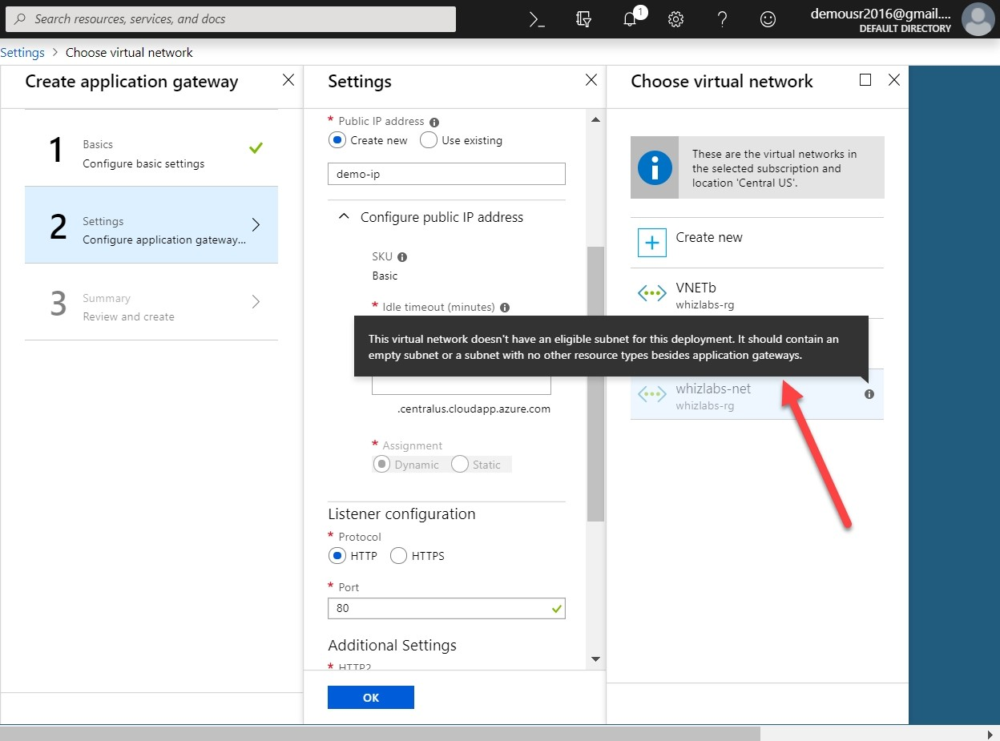 Search resources, services, and docs
1
demousr2016@gmail....
DEFAULT DIRECTORY
Settings > Choose virtual network
Create application gateway
1
Basics
Configure basic settings
2
Settings
Configure application gateway...
3
Summary
Review and create
Settings
* Public IP address
Create new
Use existing
demo-ip
Configure public IP address
SKU
Basic
* Idle timeout (minutes)
.centralus.cloudapp.azure.com
* Assignment
Dynamic
Static
Listener configuration
* Protocol
HTTP
HTTPS
* Port
80
Additional Settings
* HTTP2
OK
Choose virtual network
These are the virtual networks in
the selected subscription and
location 'Central US'.
Create new
VNETb
whizlabs-rg
This virtual network doesn't have an eligible subnet for this deployment. It should contain an
empty subnet or a subnet with no other resource types besides application gateways.
whizlabs-net
whizlabs-rg